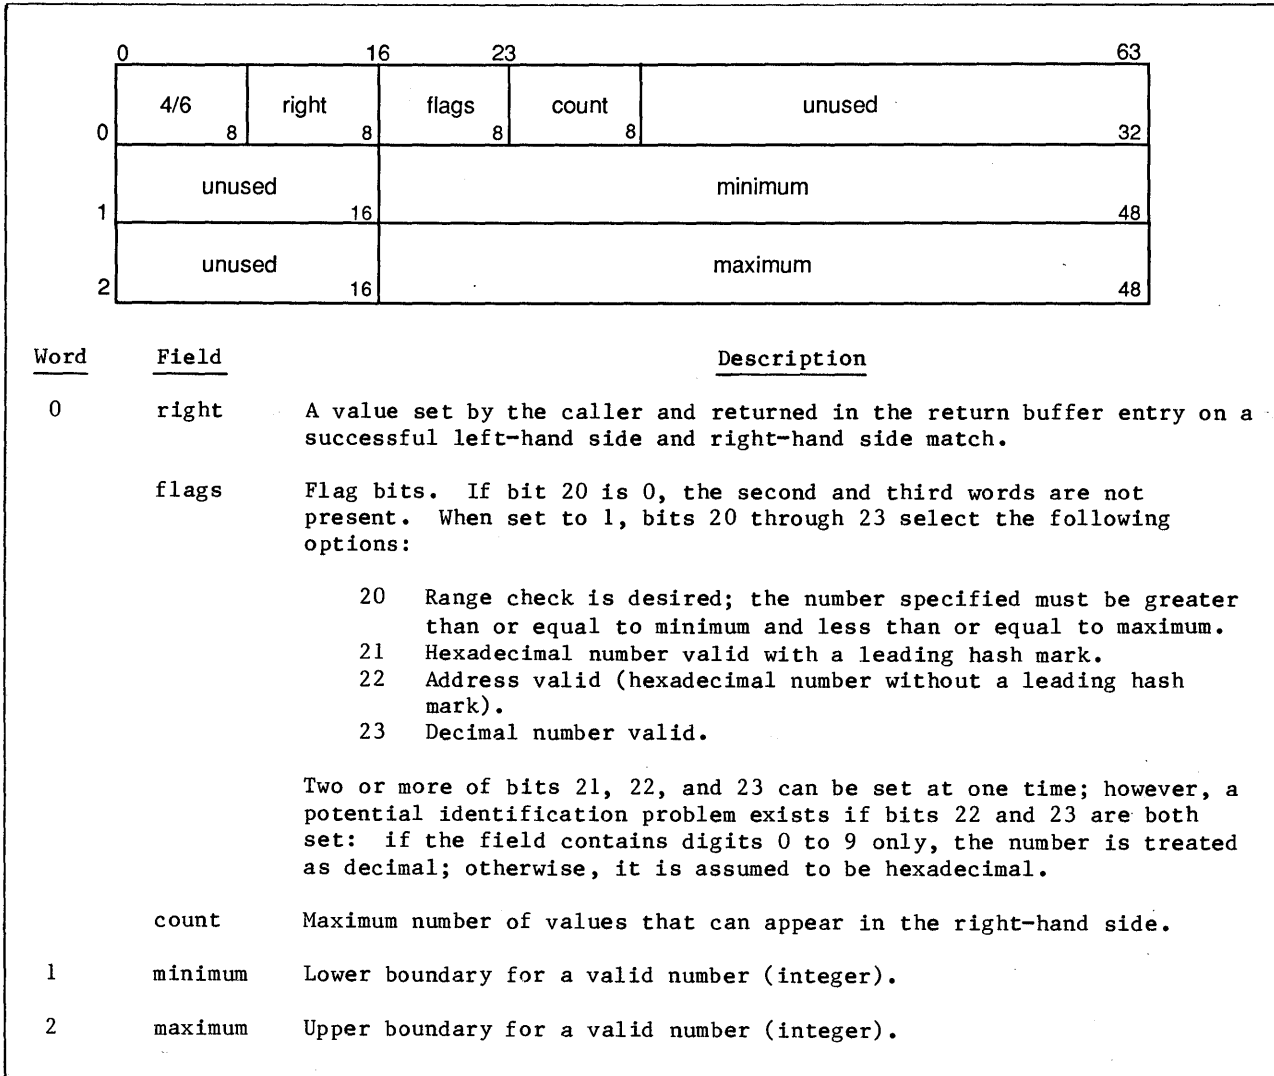 0 16 23 63
4/6 right flags count unused
0 8 8 8 8 32
unused minimum
1 16 48
unused maximum
2 16 48
Word Field Description
0 right A value set by the caller and returned in the return buffer entry on a
successful left-hand side and right-hand side match.
flags Flag bits. If bit 20 is 0, the second and third words are not
present. When set to 1, bits 20 through 23 select the following
options:
20 Range check is desired; the number specified must be greater
than or equal to minimum and less than or equal to maximum.
21 Hexadecimal number valid with a leading hash mark.
22 Address valid (hexadecimal number without a leading hash
mark).
23 Decimal number valid.
Two or more of bits 21, 22, and 23 can be set at one time; however, a
potential identification problem exists if bits 22 and 23 are both
set: if the field contains digits 0 to 9 only, the number is treated
as decimal; otherwise, it is assumed to be hexadecimal.
count Maximum number of values that can appear in the right-hand side.
1 minimum Lower boundary for a valid number (integer).
2 maximum Upper boundary for a valid number (integer).